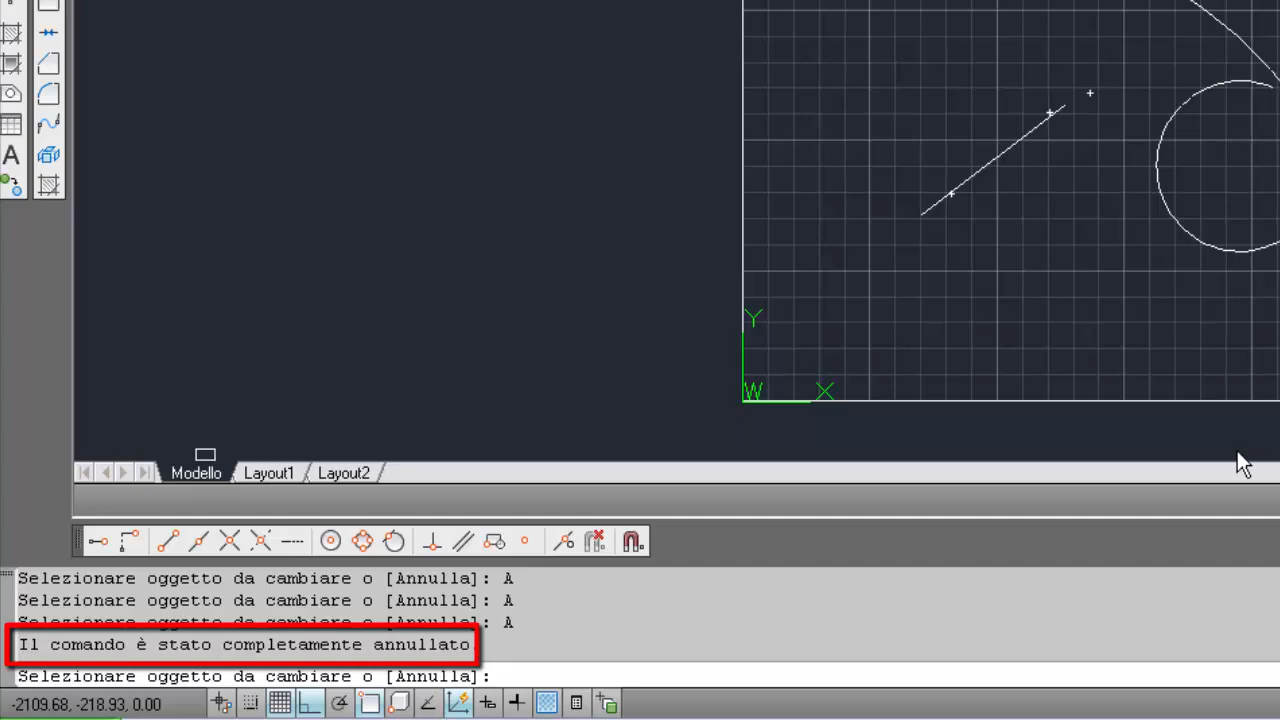 A
Y
W X
Modello Layout1 Layout2
Selezionare oggetto da cambiare o [Annulla]: A
Selezionare oggetto da cambiare o [Annulla]: A
Selezionare oggetto da cambiare o [Annulla]: A
Il comando è stato completamente annullato.
Selezionare oggetto da cambiare o [Annulla]:
-2109.68, -218.93, 0.00